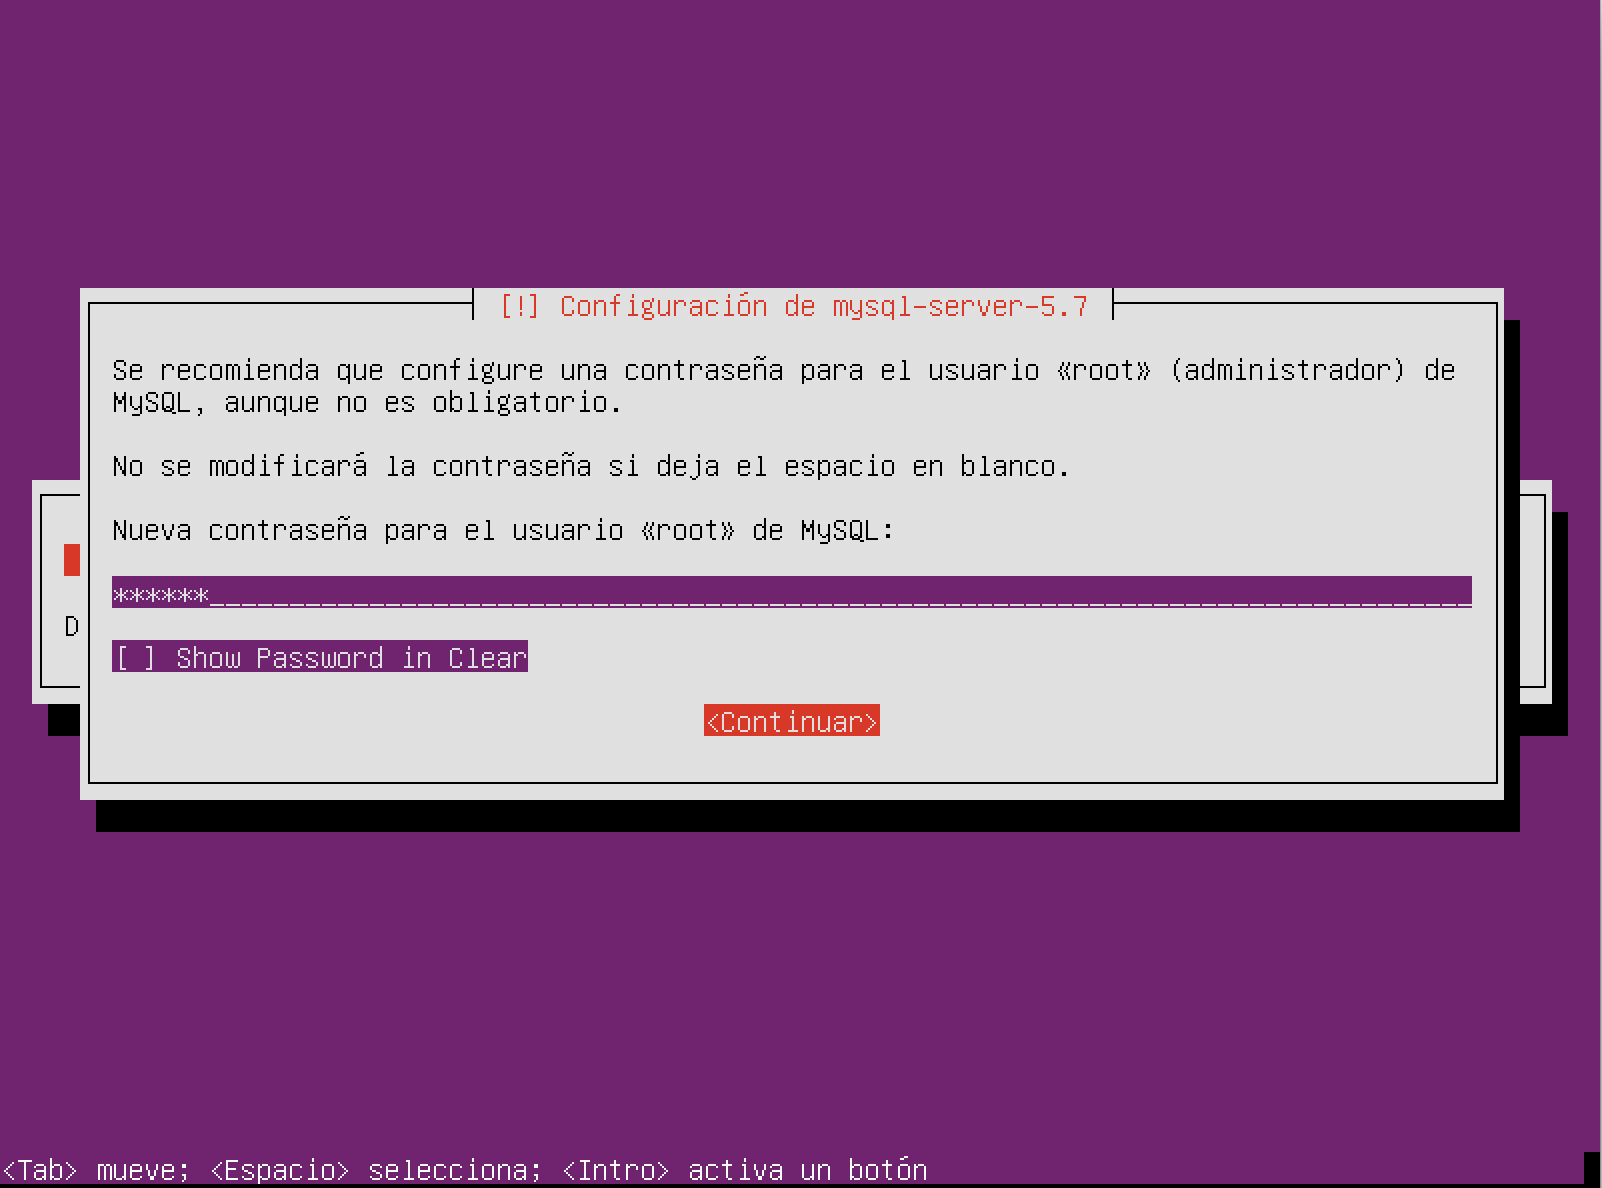 [!] Configuración de mysql-server-5.7
Se recomienda que configure una contraseña para el usuario «root» (administrador) de
MySQL, aunque no es obligatorio.
No se modificará la contraseña si deja el espacio en blanco.
Nueva contraseña para el usuario «root» de MySQL:
******
D
[ ] Show Password in Clear
<Continuar>
<Tab> mueve; <Espacio> selecciona; <Intro> activa un botón